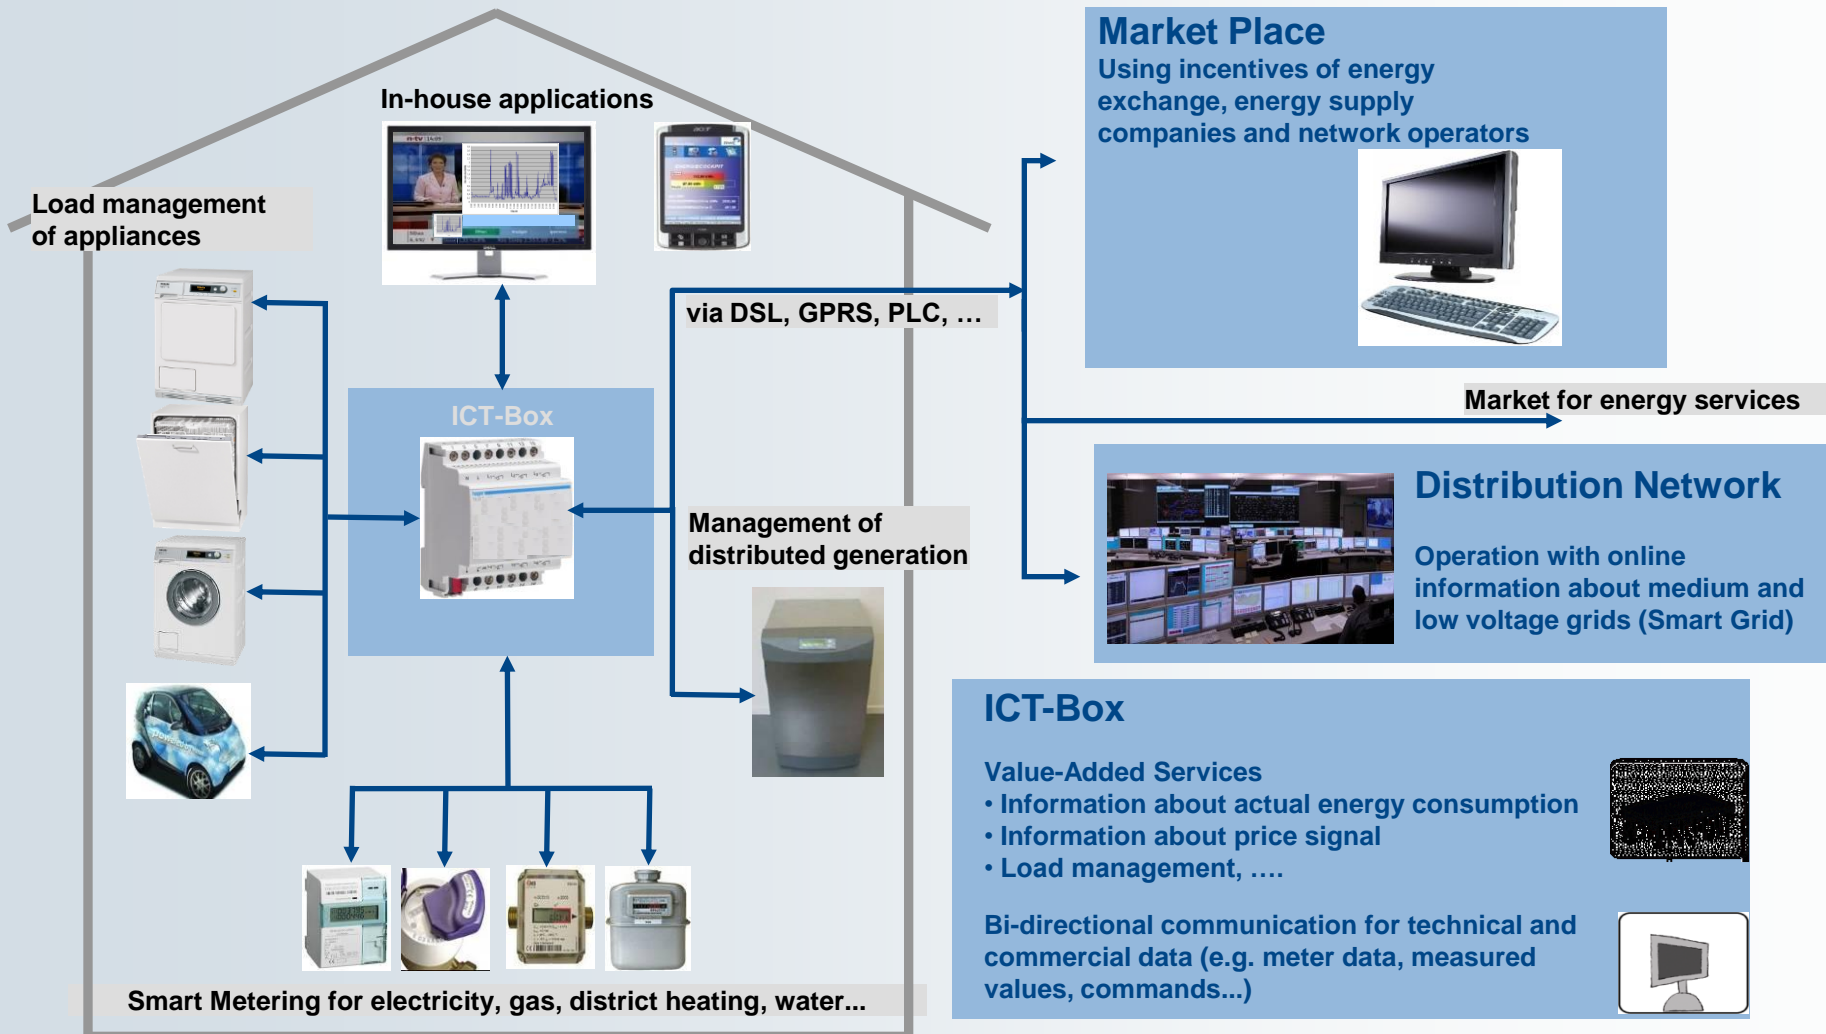 Market Place
Using incentives of energy
exchange, energy supply
companies and network operators
In-house applications
n-tv
acer
Load management
of appliances
via DSL, GPRS, PLC, …
Market for energy services
ICT-Box
Distribution Network
Operation with online
information about medium and
low voltage grids (Smart Grid)
Management of
distributed generation
ICT-Box
Value-Added Services
• Information about actual energy consumption
• Information about price signal
• Load management, ….
Bi-directional communication for technical and
commercial data (e.g. meter data, measured
values, commands...)
Smart Metering for electricity, gas, district heating, water...